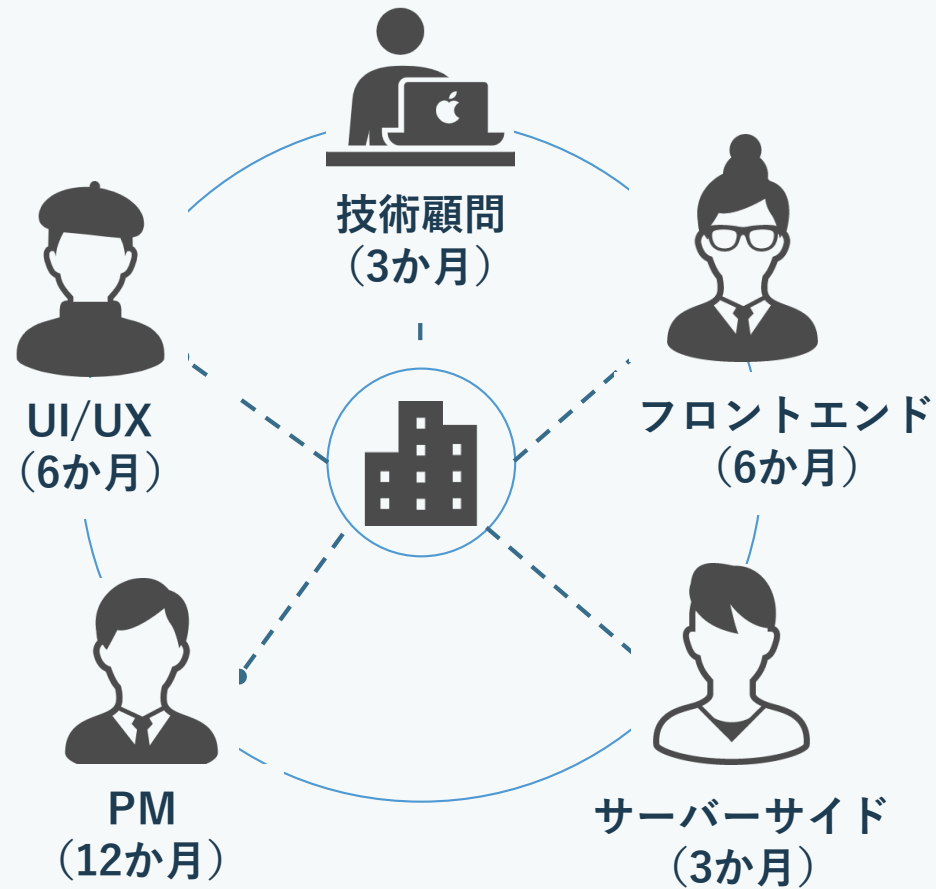 技術顧問
（3か月）
UI/UX
（6か月）
フロントエンド
（6か月）
PM
（12か月）
サーバーサイド
（3か月）